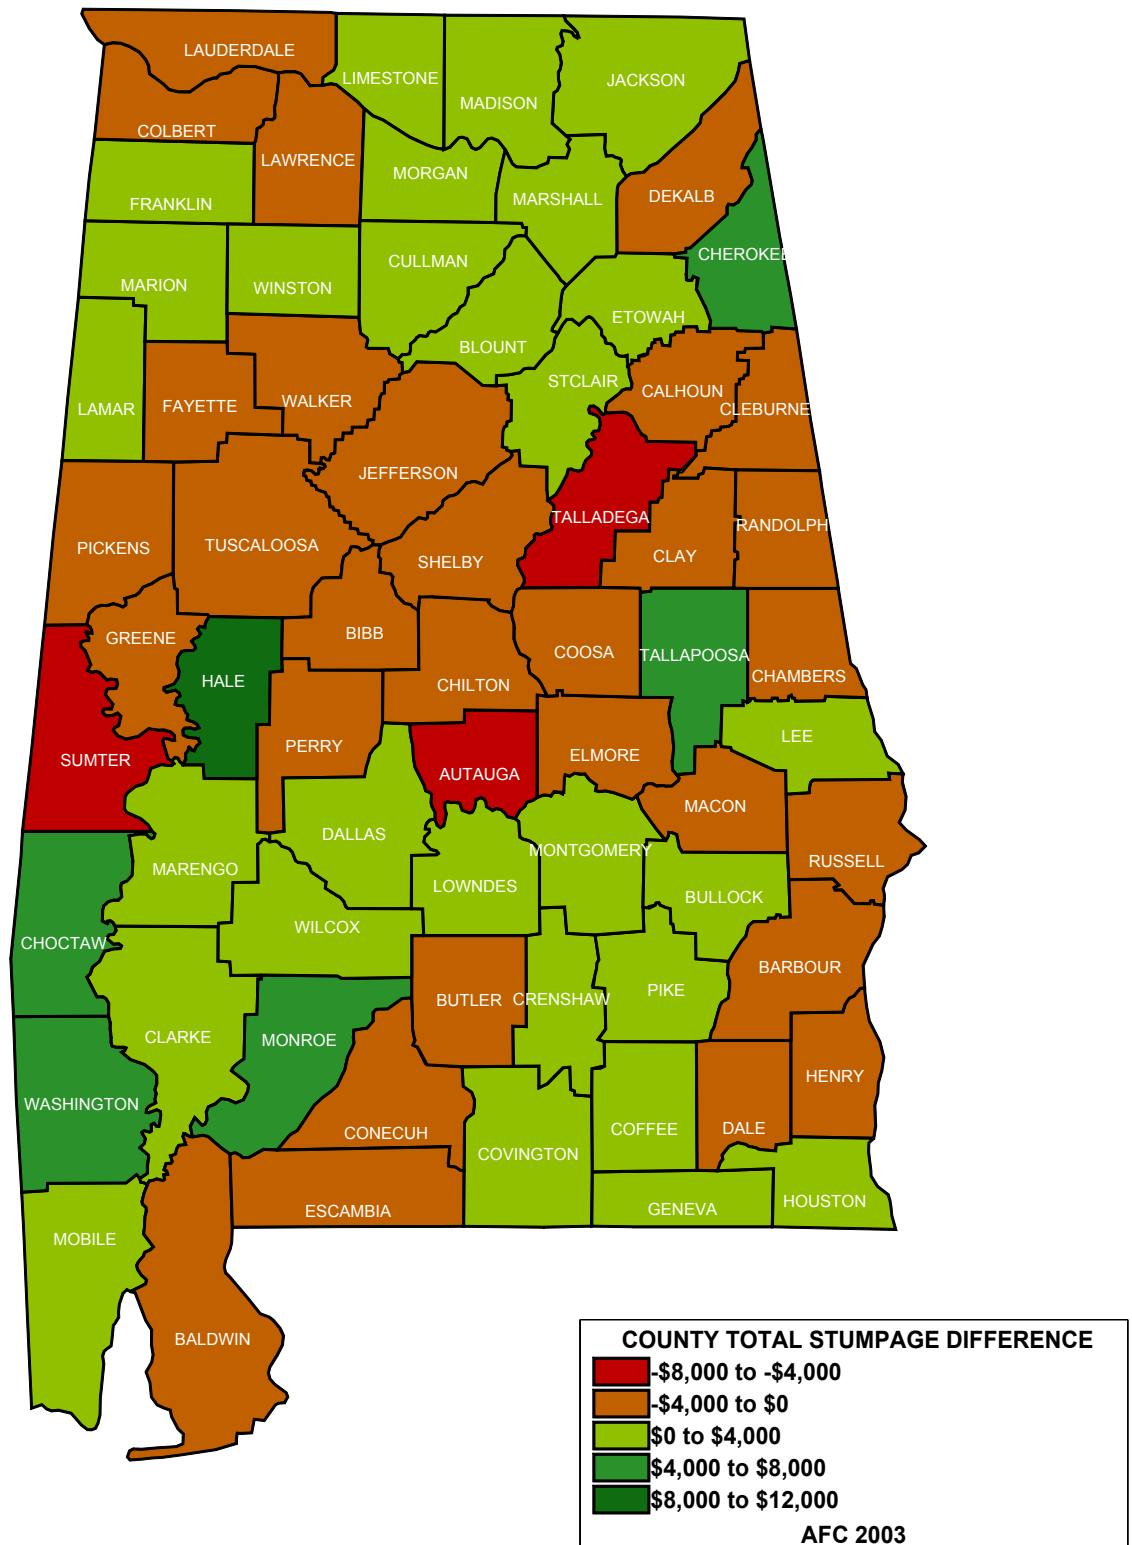 LAUDERDALE
LIMESTONE
MADISON
JACKSON
COLBERT
LAWRENCE
MORGAN
MARSHALL
DEKALB
FRANKLIN
CHEROKEE
CULLMAN
MARION
WINSTON
ETOWAH
BLOUNT
STCLAIR
CALHOUN
CLEBURNE
LAMAR
FAYETTE
WALKER
JEFFERSON
TALLADEGA
RANDOLPH
PICKENS
TUSCALOOSA
SHELBY
CLAY
GREENE
BIBB
COOSA
TALLAPOOSA
CHAMBERS
HALE
CHILTON
SUMTER
PERRY
AUTAUGA
ELMORE
LEE
MACON
DALLAS
MONTGOMERY
RUSSELL
MARENGO
LOWNDES
BULLOCK
WILCOX
CHOCTAW
BARBOUR
BUTLER
CRENSHAW
PIKE
CLARKE
MONROE
HENRY
WASHINGTON
CONECUH
COFFEE
DALE
COVINGTON
ESCAMBIA
GENEVA
HOUSTON
MOBILE
BALDWIN
COUNTY TOTAL STUMPAGE DIFFERENCE
-$8,000 to -$4,000
-$4,000 to $0
$0 to $4,000
$4,000 to $8,000
$8,000 to $12,000
AFC 2003